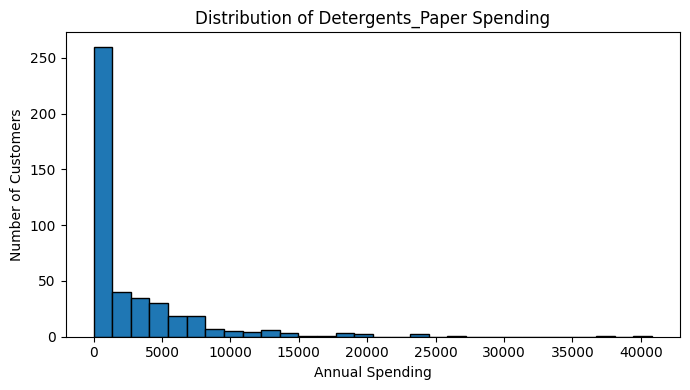 Distribution of Detergents_Paper Spending
Number of Customers
250
200
150
100
50
0
0 5000 10000 15000 20000 25000 30000 35000 40000
Annual Spending